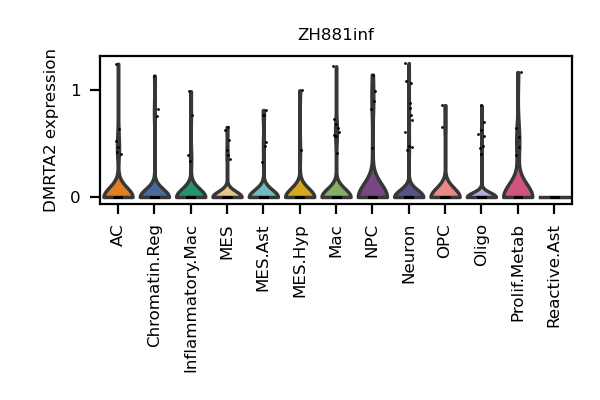 ZH881inf
DMRTA2 expression
1
0
AC
Chromatin.Reg
Inflammatory.Mac
MES
MES.Ast
MES.Hyp
Mac
NPC
Neuron
OPC
Oligo
Prolif.Metab
Reactive.Ast